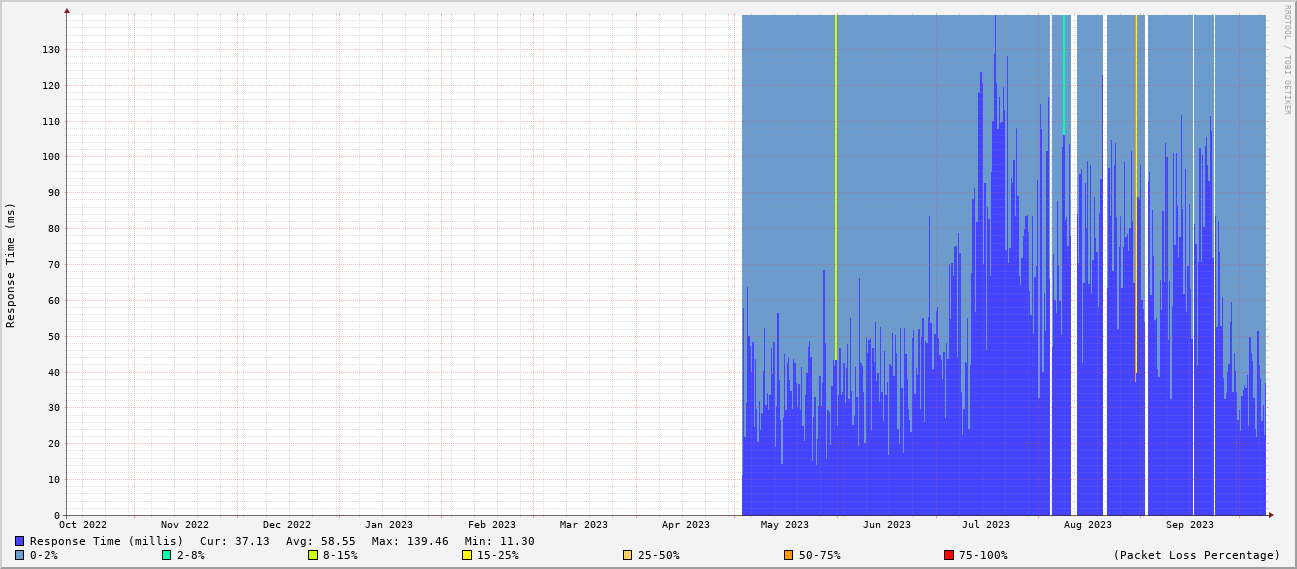 RRDTOOL / TOBI OETIKER
Response Time (ms)
130
120
110
100
90
80
70
60
50
40
30
20
10
0
Oct 2022 Nov 2022 Dec 2022 Jan 2023 Feb 2023 Mar 2023 Apr 2023 May 2023 Jun 2023 Jul 2023 Aug 2023 Sep 2023
Response Time (millis) Cur: 37.13 Avg: 58.55 Max: 139.46 Min: 11.30
0-2% 2-8% 8-15% 15-25% 25-50% 50-75% 75-100% (Packet Loss Percentage)